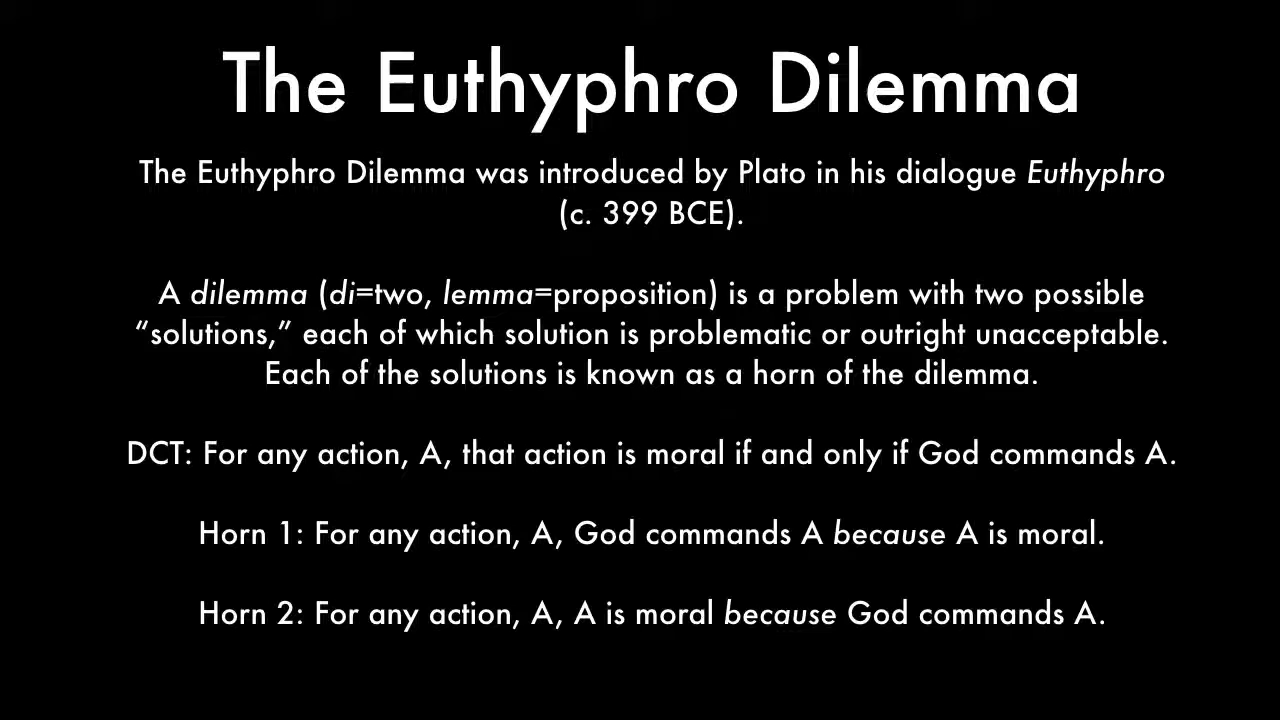 The Euthyphro Dilemma
The Euthyphro Dilemma was introduced by Plato in his dialogue Euthyphro
(c. 399 BCE).
A dilemma (di=two, lemma=proposition) is a problem with two possible
“solutions,” each of which solution is problematic or outright unacceptable.
Each of the solutions is known as a horn of the dilemma.
DCT: For any action, A, that action is moral if and only if God commands A.
Horn 1: For any action, A, God commands A because A is moral.
Horn 2: For any action, A, A is moral because God commands A.